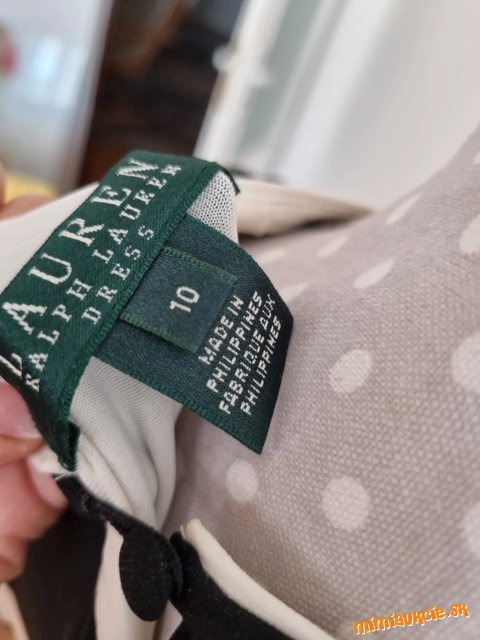 LAUREN
RALPH LAUREN
DRESS
10
MADE IN
PHILIPPINES
FABRIQUE AUX
PHILIPPINES
mimiaukcie.sk